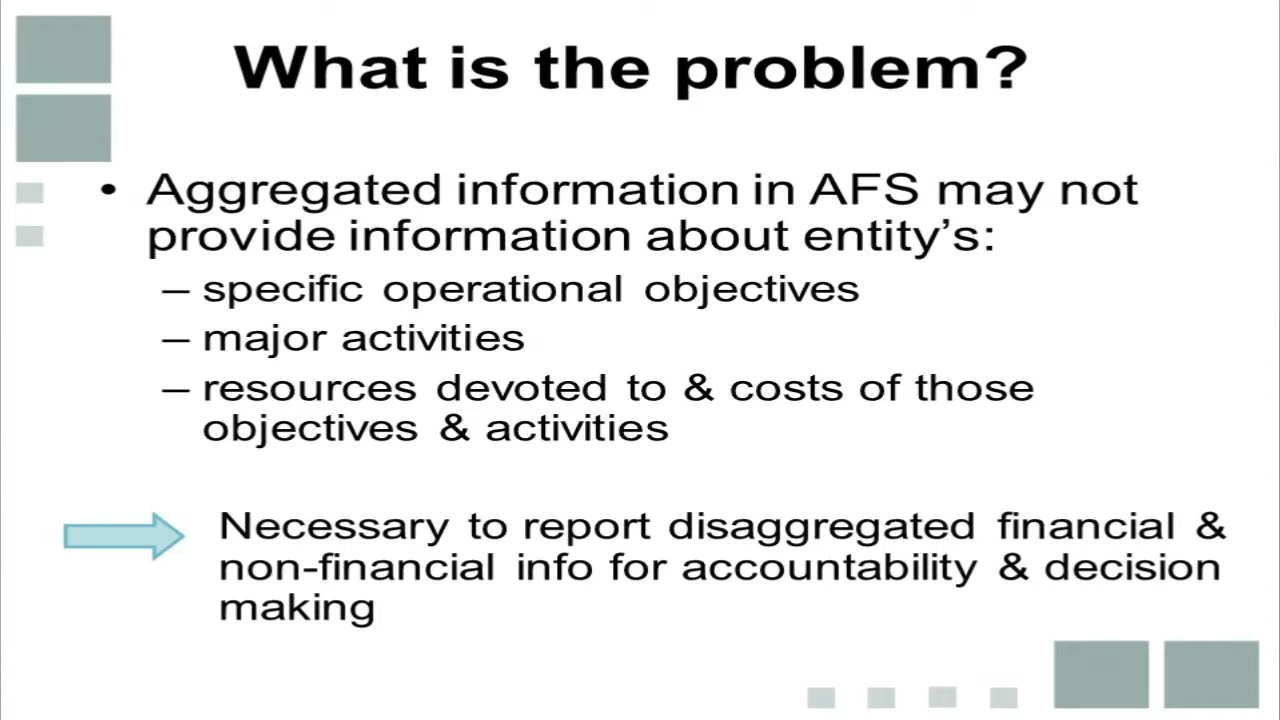 What is the problem?
• Aggregated information in AFS may not
provide information about entity’s:
– specific operational objectives
– major activities
– resources devoted to & costs of those
objectives & activities
Necessary to report disaggregated financial &
non-financial info for accountability & decision
making